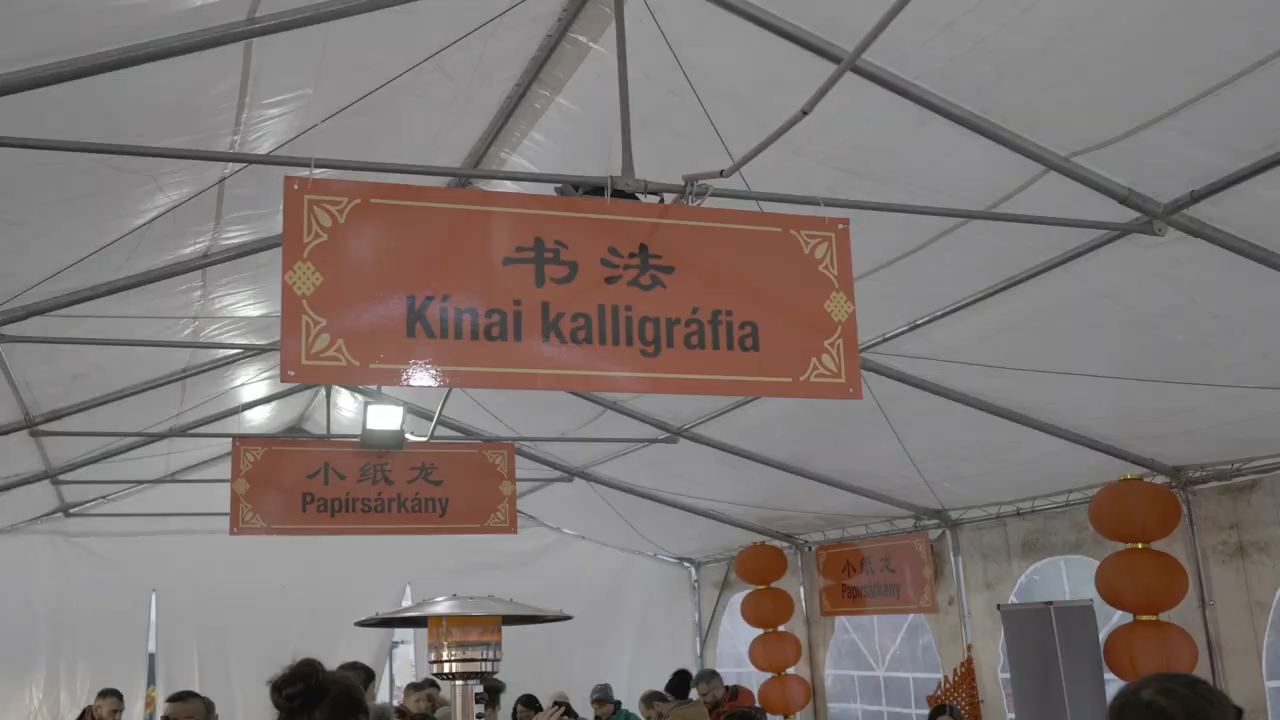 书法
Kínai kalligráfia
小纸龙
Papírsárkány
小纸龙
Papírsárkány